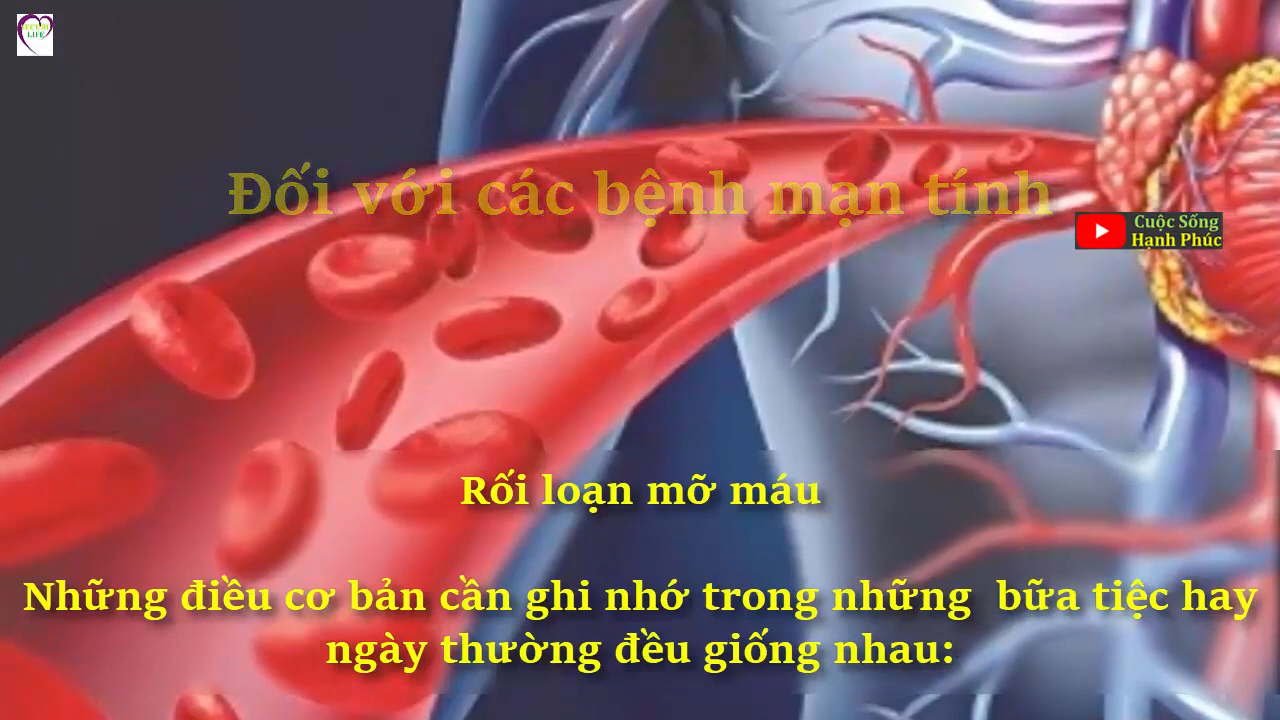 LIFE
Đối với các bệnh mạn tính
Cuộc Sống
Hạnh Phúc
Rối loạn mỡ máu
Những điều cơ bản cần ghi nhớ trong những bữa tiệc hay
ngày thường đều giống nhau: